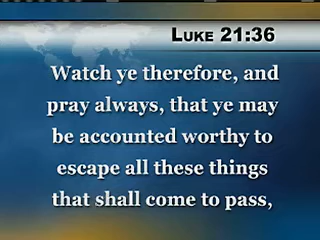 Luke 21:36
Watch ye therefore, and
pray always, that ye may
be accounted worthy to
escape all these things
that shall come to pass,